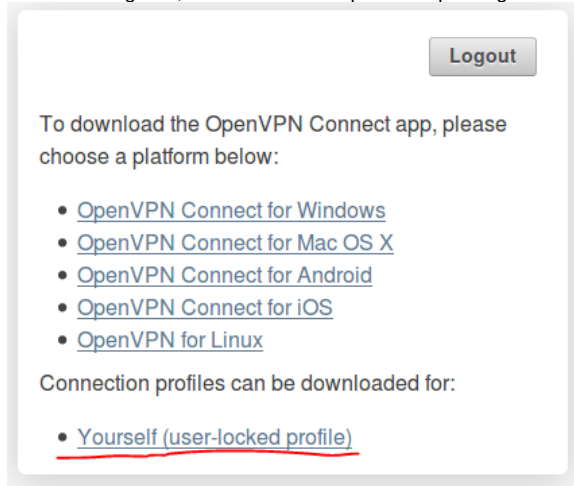 Logout
To download the OpenVPN Connect app, please
choose a platform below:
• OpenVPN Connect for Windows
• OpenVPN Connect for Mac OS X
• OpenVPN Connect for Android
• OpenVPN Connect for iOS
• OpenVPN for Linux
Connection profiles can be downloaded for:
• Yourself (user-locked profile)